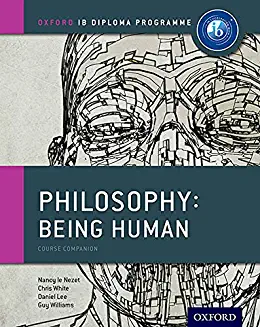 OXFORD IB DIPLOMA PROGRAMME
ib
PHILOSOPHY:
BEING HUMAN
COURSE COMPANION
Nancy le Nezet
Chris White
Daniel Lee
Guy Williams
OXFORD